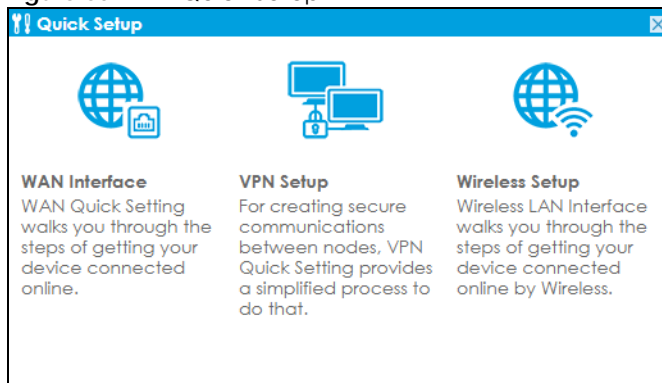 Quick Setup
WAN Interface
WAN Quick Setting
walks you through the
steps of getting your
device connected
online.
VPN Setup
For creating secure
communications
between nodes, VPN
Quick Setting provides
a simplified process to
do that.
Wireless Setup
Wireless LAN Interface
walks you through the
steps of getting your
device connected
online by Wireless.